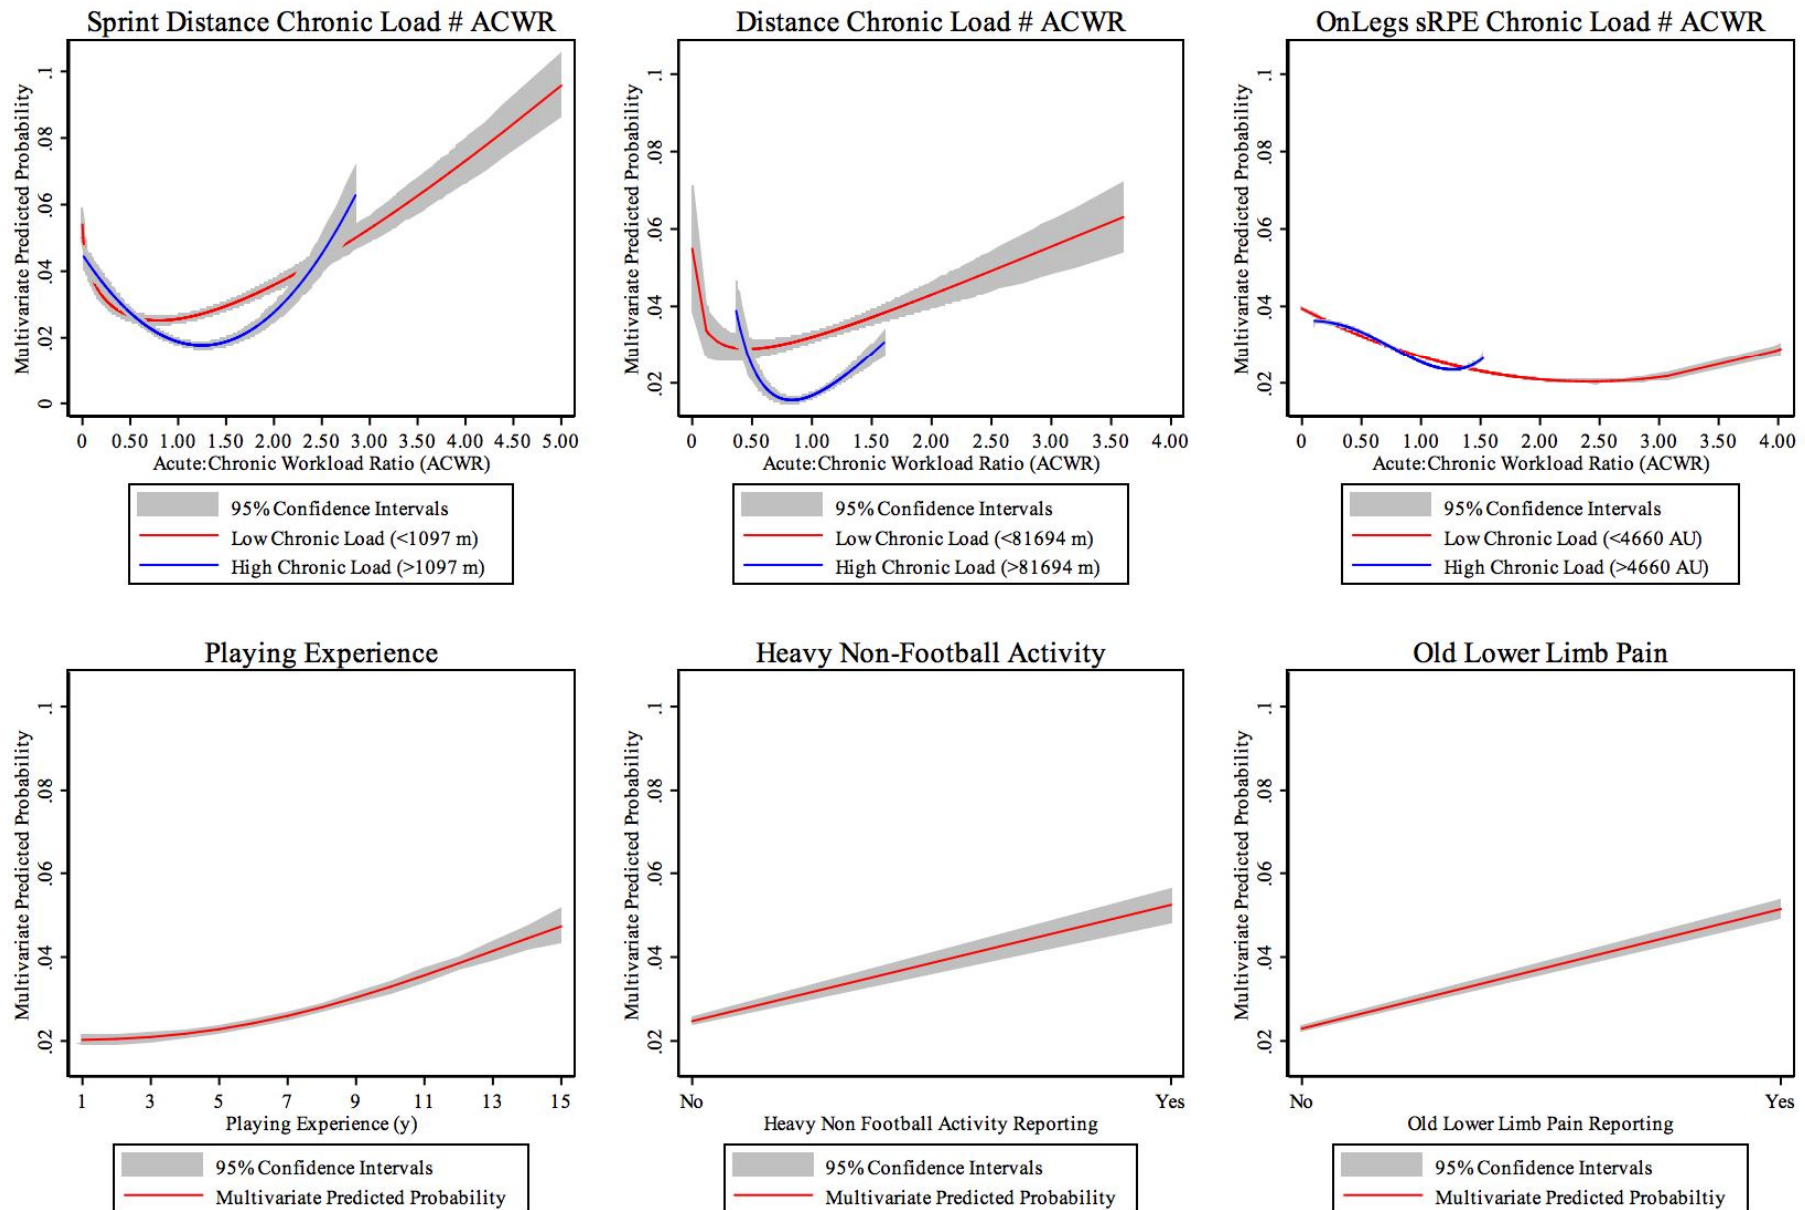 Sprint Distance Chronic Load # ACWR
Multivariate Predicted Probability
.1
.08
.06
.04
.02
0
0 0.50 1.00 1.50 2.00 2.50 3.00 3.50 4.00 4.50 5.00
Acute:Chronic Workload Ratio (ACWR)
95% Confidence Intervals
Low Chronic Load (<1097 m)
High Chronic Load (>1097 m)
Distance Chronic Load # ACWR
Multivariate Predicted Probability
.1
.08
.06
.04
.02
0 0.50 1.00 1.50 2.00 2.50 3.00 3.50 4.00
Acute:Chronic Workload Ratio (ACWR)
95% Confidence Intervals
Low Chronic Load (<81694 m)
High Chronic Load (>81694 m)
OnLegs sRPE Chronic Load # ACWR
Multivariate Predicted Probability
.1
.08
.06
.04
.02
0 0.50 1.00 1.50 2.00 2.50 3.00 3.50 4.00
Acute:Chronic Workload Ratio (ACWR)
95% Confidence Intervals
Low Chronic Load (<4660 AU)
High Chronic Load (>4660 AU)
Playing Experience
Multivariate Predicted Probability
.1
.08
.06
.04
.02
1 3 5 7 9 11 13 15
Playing Experience (y)
95% Confidence Intervals
Multivariate Predicted Probability
Heavy Non-Football Activity
Multivariate Predicted Probability
.1
.08
.06
.04
.02
No Yes
Heavy Non Football Activity Reporting
95% Confidence Intervals
Multivariate Predicted Probability
Old Lower Limb Pain
Multivariate Predicted Probability
.1
.08
.06
.04
.02
No Yes
Old Lower Limb Pain Reporting
95% Confidence Intervals
Multivariate Predicted Probabiltiy